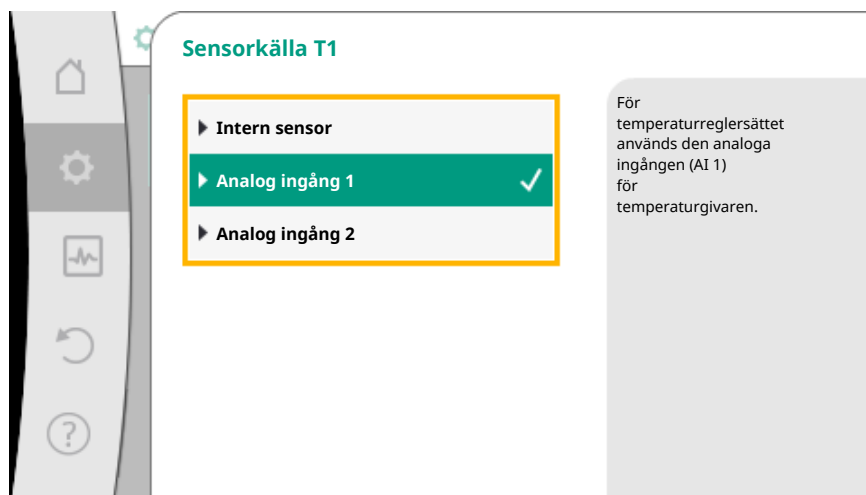 Sensorkälla T1
Intern sensor
Analog ingång 1
Analog ingång 2
För
temperaturreglersättet
används den analoga
ingången (AI 1)
för
temperaturgivaren.
?